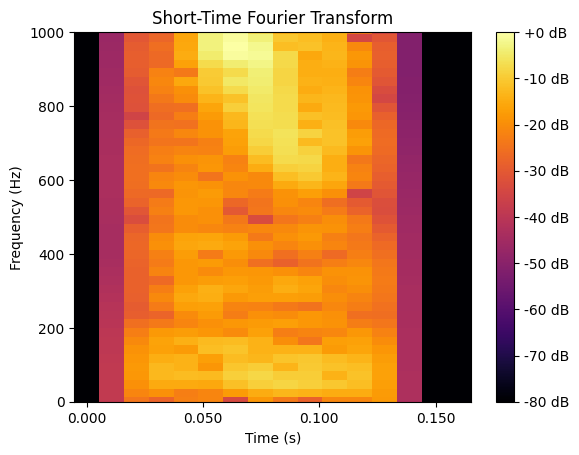 Short-Time Fourier Transform
1000
800
600
400
200
0
Frequency (Hz)
0.000 0.050 0.100 0.150
Time (s)
+0 dB
-10 dB
-20 dB
-30 dB
-40 dB
-50 dB
-60 dB
-70 dB
-80 dB